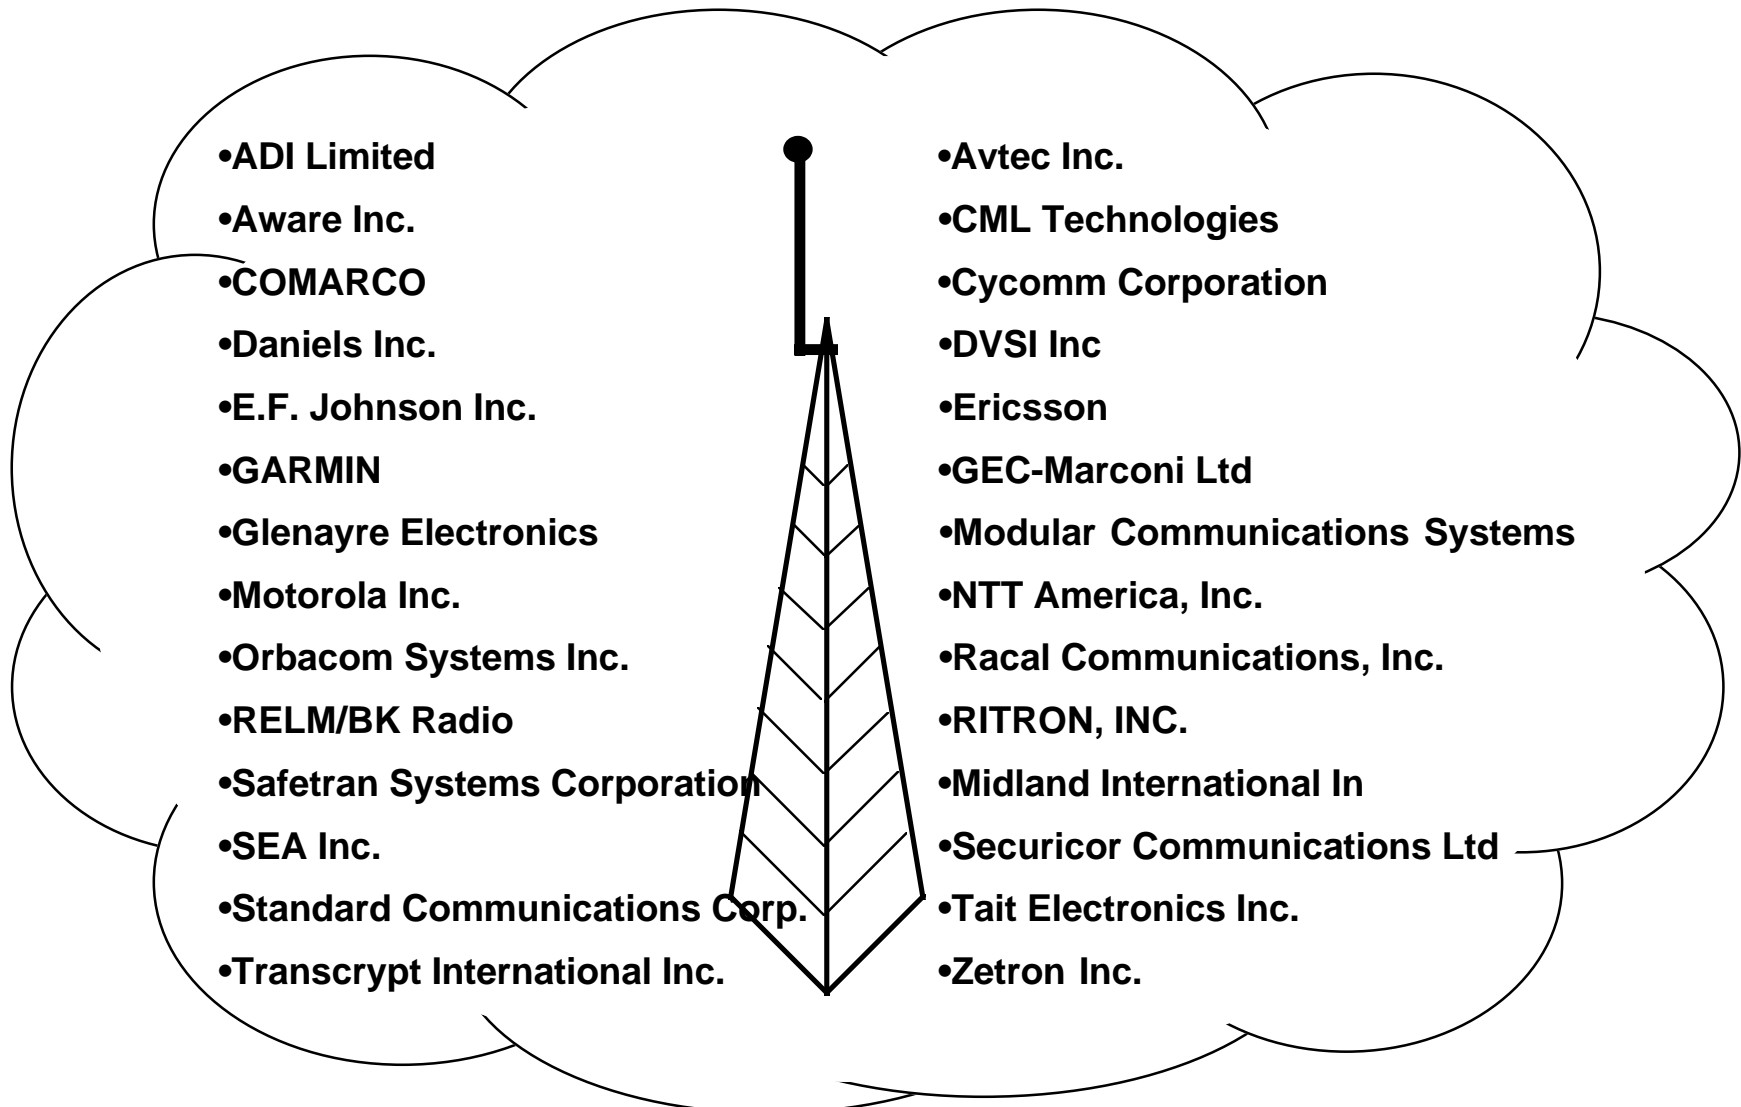 •ADI Limited
•Aware Inc.
•COMARCO
•Daniels Inc.
•E.F. Johnson Inc.
•GARMIN
•Glenayre Electronics
•Motorola Inc.
•Orbacom Systems Inc.
•RELM/BK Radio
•Safetran Systems Corporation
•SEA Inc.
•Standard Communications Corp.
•Transcrypt International Inc.
•Avtec Inc.
•CML Technologies
•Cycomm Corporation
•DVSI Inc
•Ericsson
•GEC-Marconi Ltd
•Modular Communications Systems
•NTT America, Inc.
•Racal Communications, Inc.
•RITRON, INC.
•Midland International In
•Securicor Communications Ltd
•Tait Electronics Inc.
•Zetron Inc.